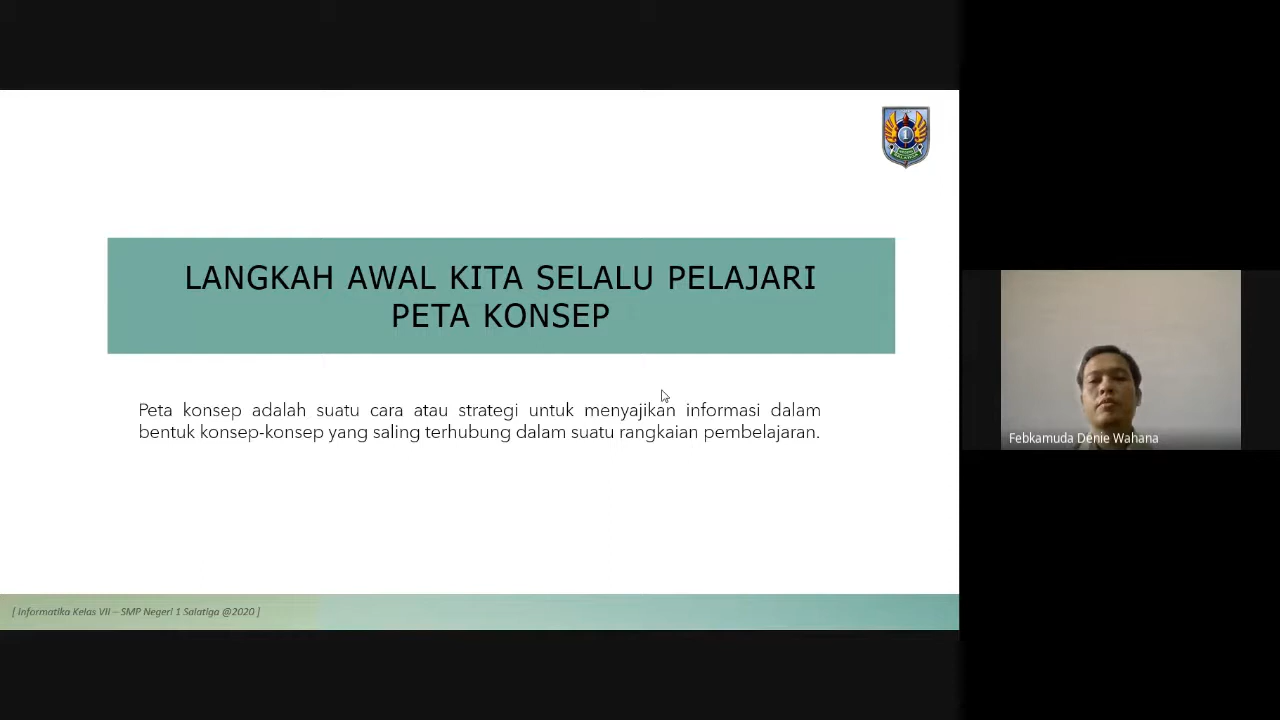 LANGKAH AWAL KITA SELALU PELAJARI
PETA KONSEP
Peta konsep adalah suatu cara atau strategi untuk menyajikan informasi dalam
bentuk konsep-konsep yang saling terhubung dalam suatu rangkaian pembelajaran.
[ Informatika Kelas VII – SMP Negeri 1 Salatiga @2020 ]
Febkamuda Denie Wahana